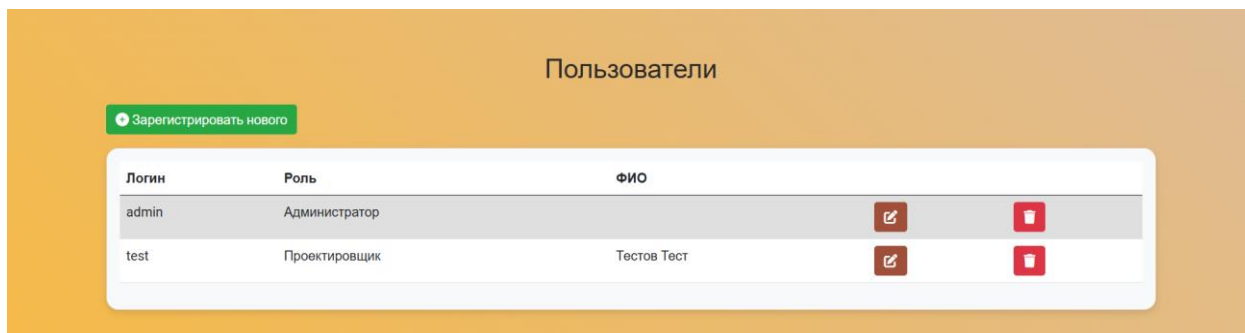 Пользователи
Зарегистрировать нового
Логин Роль ФИО
admin Администратор
test Проектировщик Тестов Тест